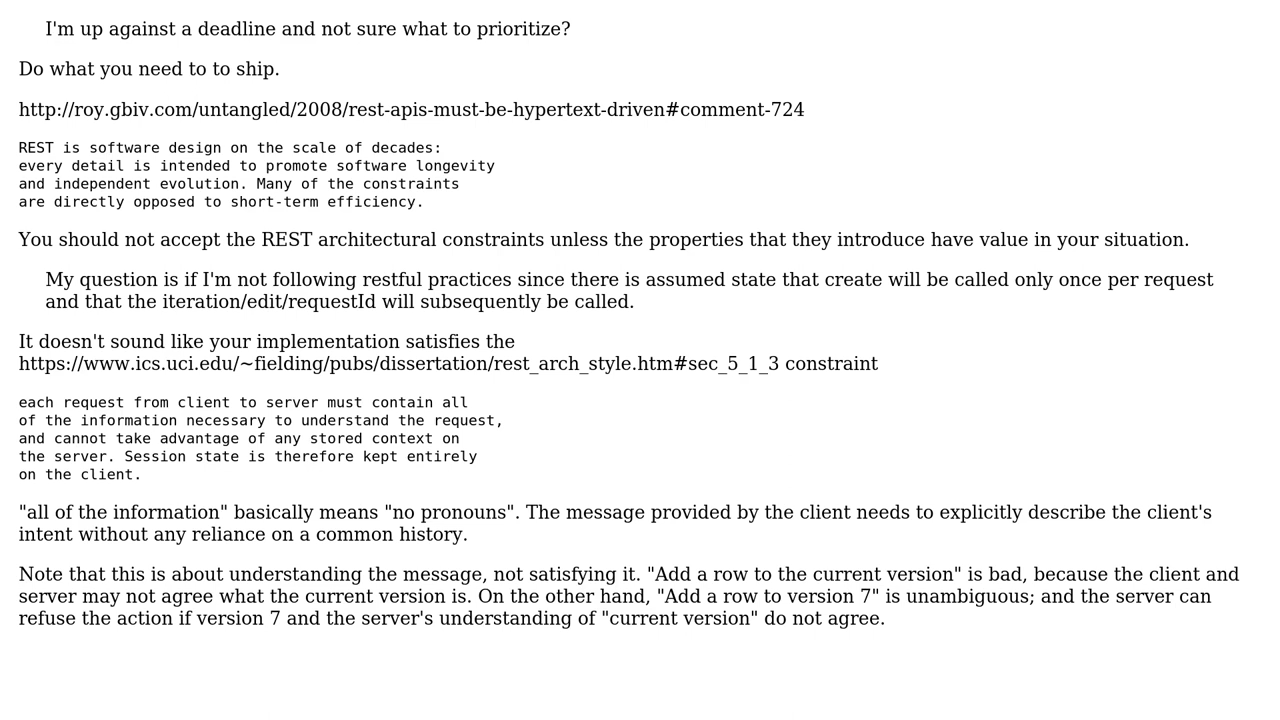 I'm up against a deadline and not sure what to prioritize?
Do what you need to to ship.
http://roy.gbiv.com/untangled/2008/rest-apis-must-be-hypertext-driven#comment-724
REST is software design on the scale of decades:
every detail is intended to promote software longevity
and independent evolution. Many of the constraints
are directly opposed to short-term efficiency.
You should not accept the REST architectural constraints unless the properties that they introduce have value in your situation.
My question is if I'm not following restful practices since there is assumed state that create will be called only once per request
and that the iteration/edit/requestId will subsequently be called.
It doesn't sound like your implementation satisfies the
https://www.ics.uci.edu/~fielding/pubs/dissertation/rest_arch_style.htm#sec_5_1_3 constraint
each request from client to server must contain all
of the information necessary to understand the request,
and cannot take advantage of any stored context on
the server. Session state is therefore kept entirely
on the client.
"all of the information" basically means "no pronouns". The message provided by the client needs to explicitly describe the client's
intent without any reliance on a common history.
Note that this is about understanding the message, not satisfying it. "Add a row to the current version" is bad, because the client and
server may not agree what the current version is. On the other hand, "Add a row to version 7" is unambiguous; and the server can
refuse the action if version 7 and the server's understanding of "current version" do not agree.